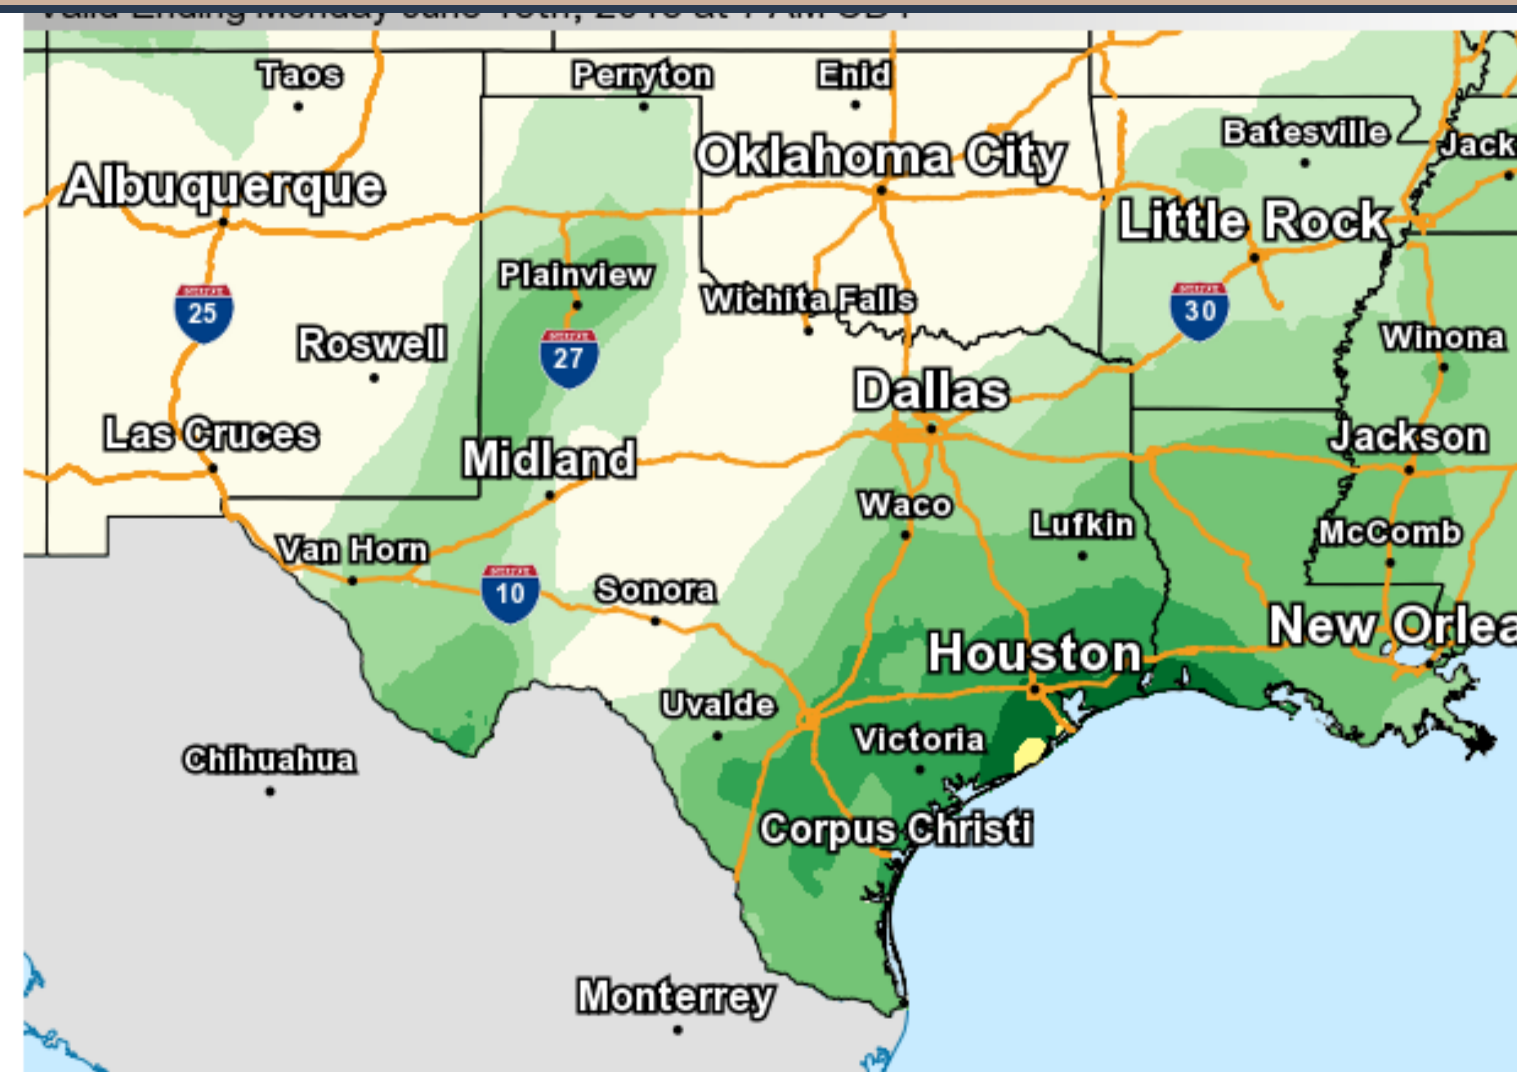 Taos
Perryton
Enid
Batesville
Jack
Oklahoma City
Albuquerque
Little Rock
Plainview
25
Wichita Falls
30
Roswell
27
Winona
Dallas
Las Cruces
Jackson
Midland
Waco
Lufkin
McComb
Van Horn
10
Sonora
New Orlea
Houston
Uvalde
Victoria
Chihuahua
Corpus Christi
Monterrey